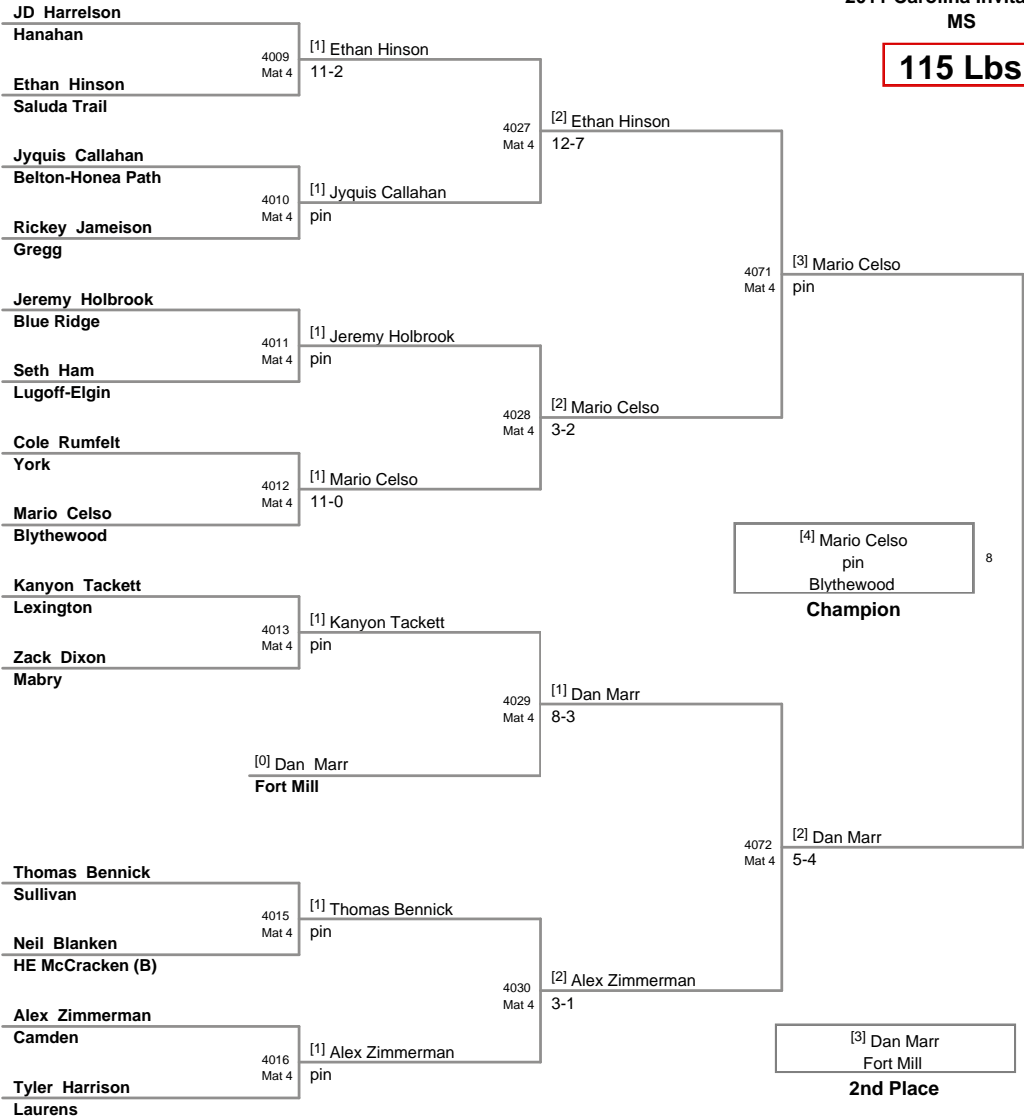 2011 Carolina Invita
MS
115 Lbs
JD Harrelson
Hanahan
4009
Mat 4
[1] Ethan Hinson
11-2
Ethan Hinson
Saluda Trail
4027
Mat 4
[2] Ethan Hinson
12-7
Jyquis Callahan
Belton-Honea Path
4010
Mat 4
[1] Jyquis Callahan
pin
Rickey Jameison
Gregg
4071
Mat 4
[3] Mario Celso
pin
Jeremy Holbrook
Blue Ridge
4011
Mat 4
[1] Jeremy Holbrook
pin
Seth Ham
Lugoff-Elgin
4028
Mat 4
[2] Mario Celso
3-2
Cole Rumfelt
York
4012
Mat 4
[1] Mario Celso
11-0
Mario Celso
Blythewood
[4] Mario Celso
pin
Blythewood
8
Champion
Kanyon Tackett
Lexington
4013
Mat 4
[1] Kanyon Tackett
pin
Zack Dixon
Mabry
4029
Mat 4
[1] Dan Marr
8-3
[0] Dan Marr
Fort Mill
4072
Mat 4
[2] Dan Marr
5-4
Thomas Bennick
Sullivan
4015
Mat 4
[1] Thomas Bennick
pin
Neil Blanken
HE McCracken (B)
4030
Mat 4
[2] Alex Zimmerman
3-1
Alex Zimmerman
Camden
4016
Mat 4
[1] Alex Zimmerman
pin
Tyler Harrison
Laurens
[3] Dan Marr
Fort Mill
2nd Place